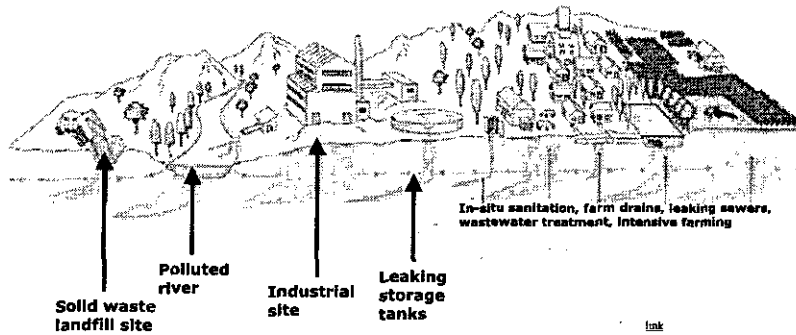 In-situ sanitation, farm drains, leaking sewers,
wastewater treatment, intensive farming
Polluted
river
Industrial
site
Leaking
storage
tanks
Solid waste
landfill site
link